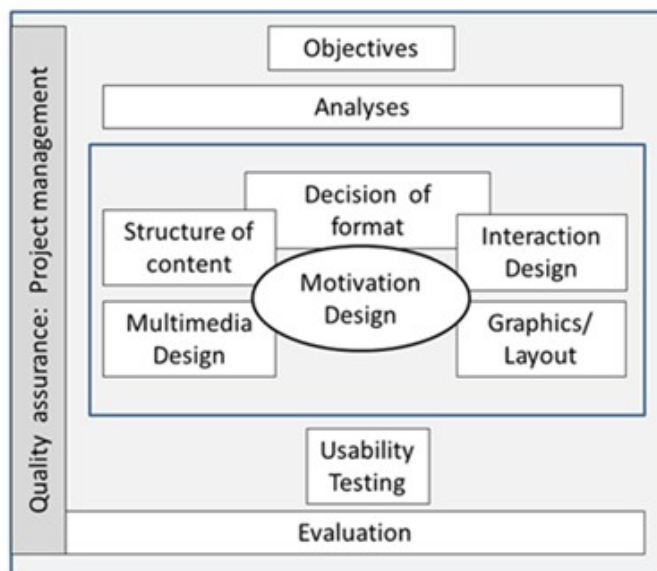 Quality assurance: Project management
Objectives
Analyses
Decision of
format
Structure of
content
Interaction
Design
Motivation
Design
Multimedia
Design
Graphics/
Layout
Usability
Testing
Evaluation